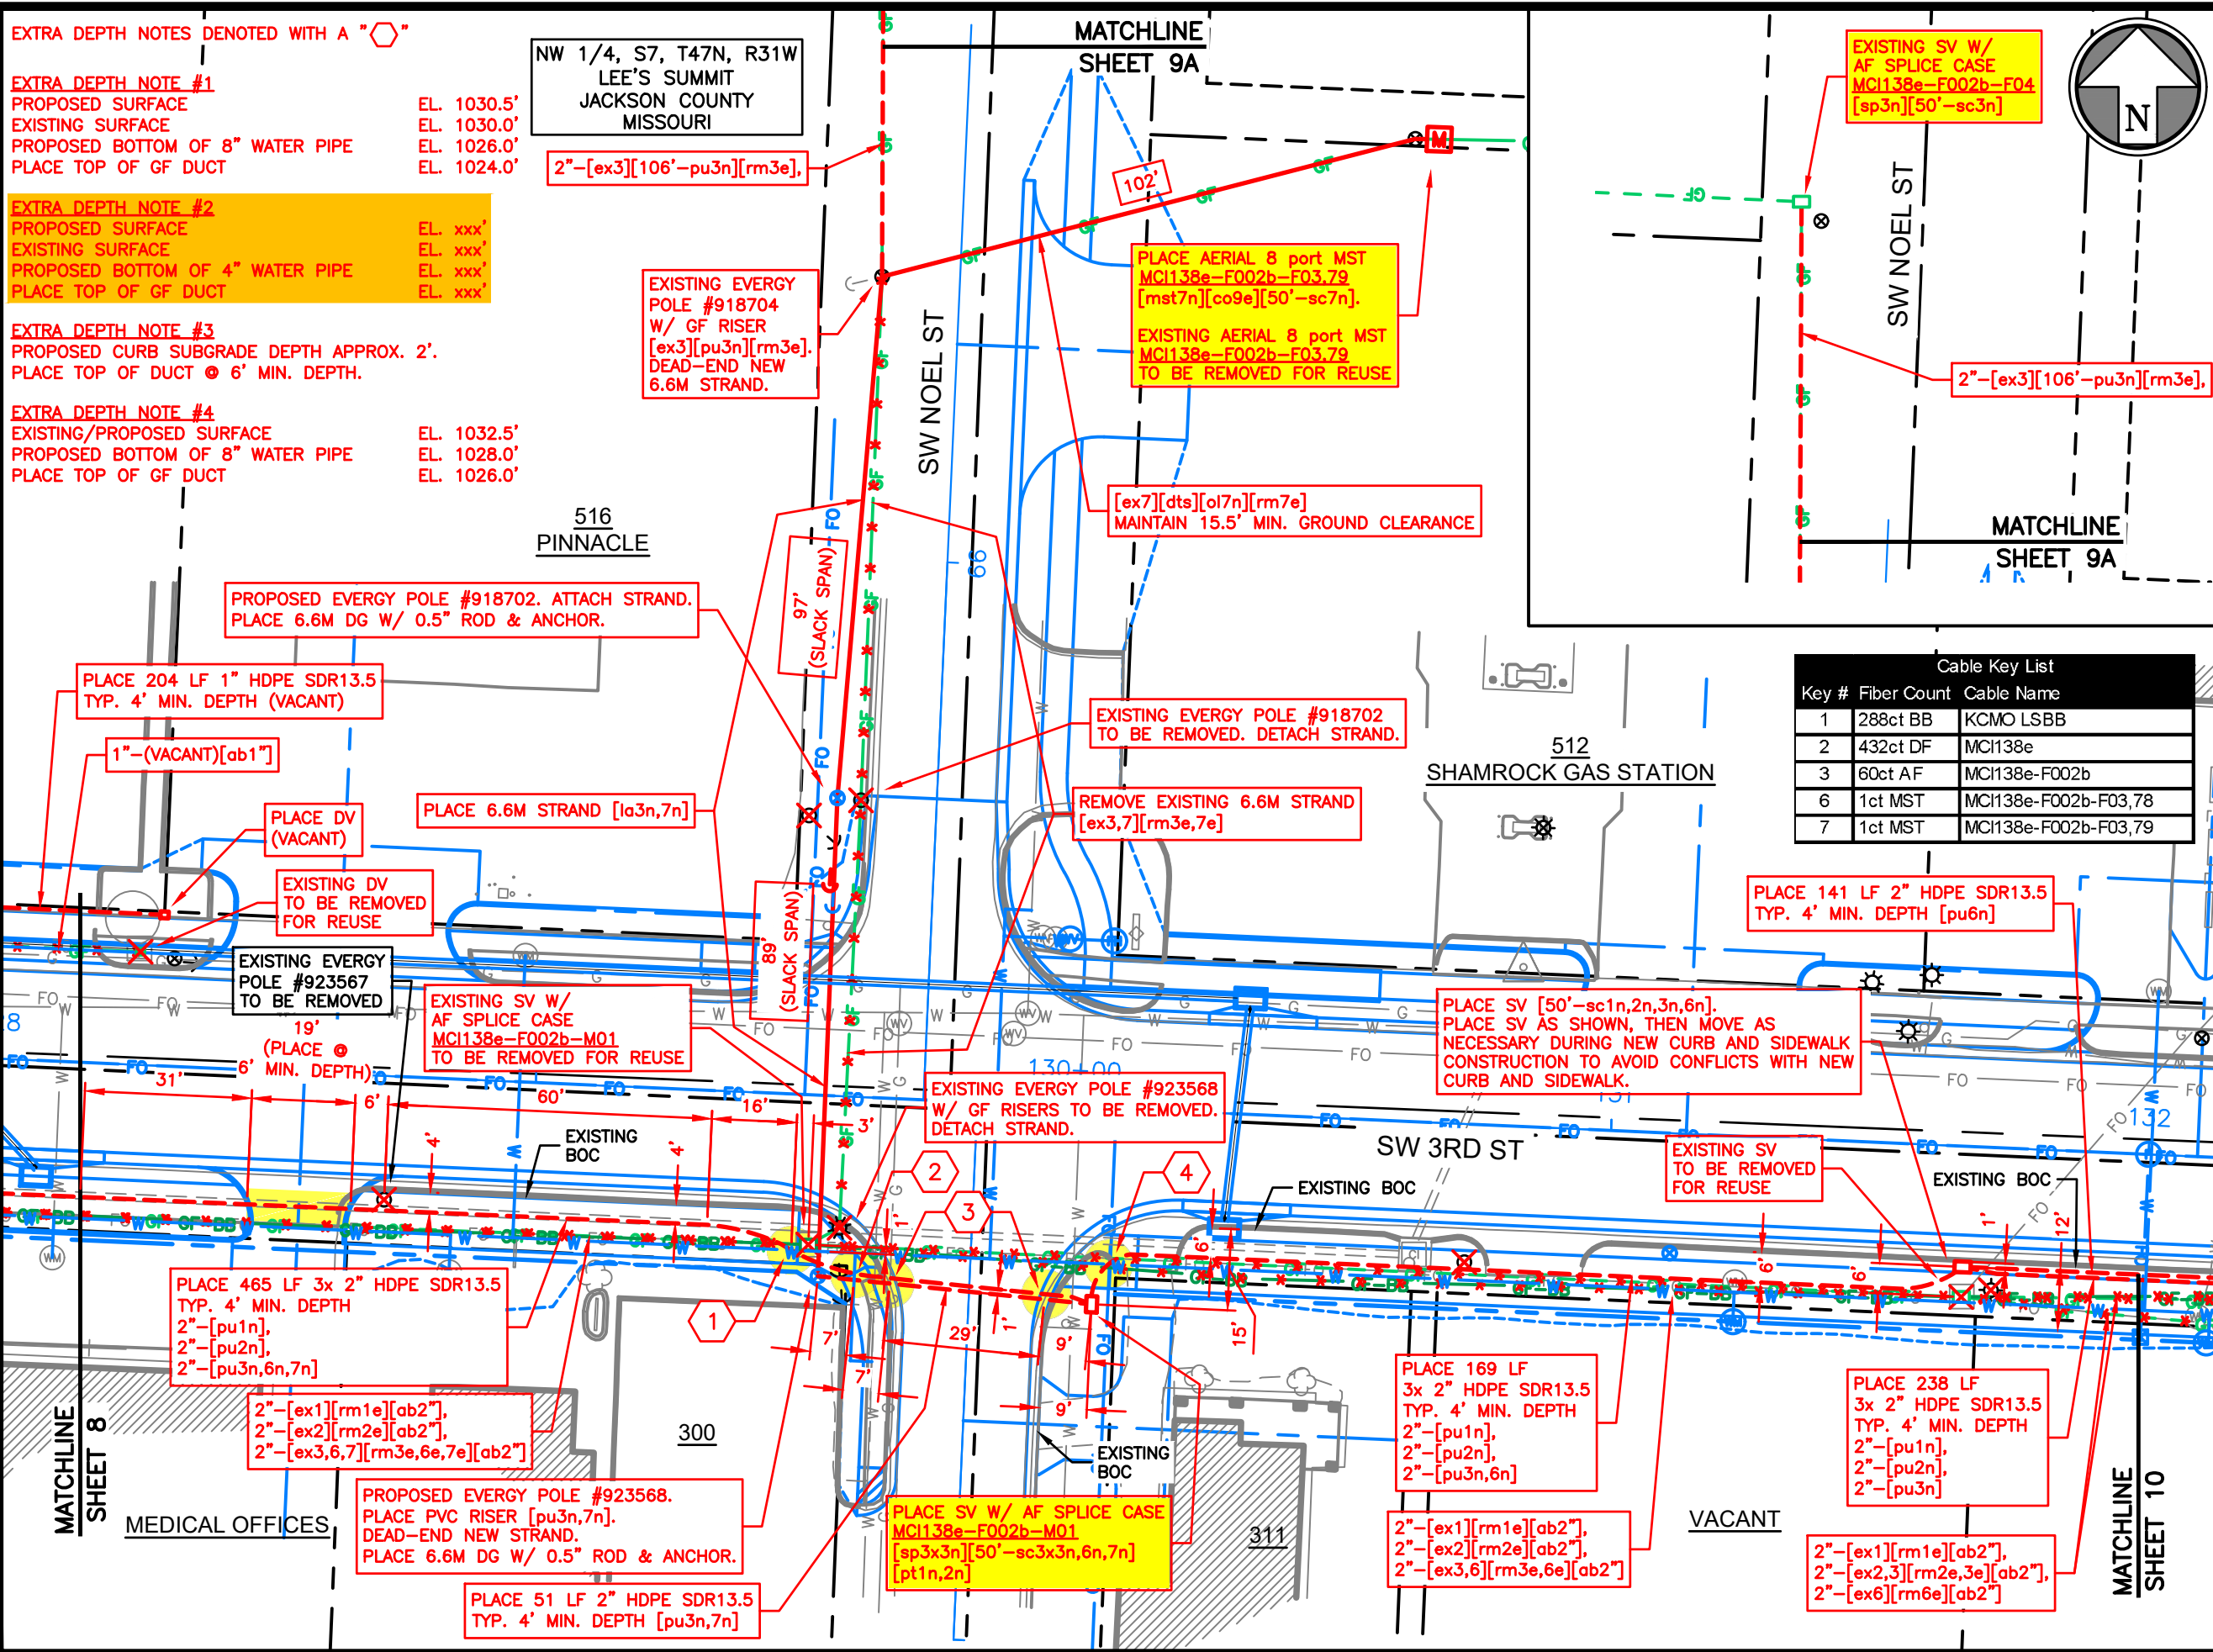 EXTRA DEPTH NOTES DENOTED WITH A "⬡"
EXTRA DEPTH NOTE #1
PROPOSED SURFACE EL. 1030.5'
EXISTING SURFACE EL. 1030.0'
PROPOSED BOTTOM OF 8" WATER PIPE EL. 1026.0'
PLACE TOP OF GF DUCT EL. 1024.0'
EXTRA DEPTH NOTE #2
PROPOSED SURFACE EL. xxx'
EXISTING SURFACE EL. xxx'
PROPOSED BOTTOM OF 4" WATER PIPE EL. xxx'
PLACE TOP OF GF DUCT EL. xxx'
EXTRA DEPTH NOTE #3
PROPOSED CURB SUBGRADE DEPTH APPROX. 2'.
PLACE TOP OF DUCT @ 6' MIN. DEPTH.
EXTRA DEPTH NOTE #4
EXISTING/PROPOSED SURFACE EL. 1032.5'
PROPOSED BOTTOM OF 8" WATER PIPE EL. 1028.0'
PLACE TOP OF GF DUCT EL. 1026.0'
NW 1/4, S7, T47N, R31W
LEE'S SUMMIT
JACKSON COUNTY
MISSOURI
2"-[ex3][106'-pu3n][rm3e],
MATCHLINE
SHEET 9A
EXISTING SV W/
AF SPLICE CASE
MCI138e-F002b-F04
[sp3n][50'-sc3n]
N
SW NOEL ST
2"-[ex3][106'-pu3n][rm3e],
MATCHLINE
SHEET 9A
M
102'
EXISTING EVERGY
POLE #918704
W/ GF RISER
[ex3][pu3n][rm3e].
DEAD-END NEW
6.6M STRAND.
SW NOEL ST
PLACE AERIAL 8 port MST
MCI138e-F002b-F03,79
[mst7n][co9e][50'-sc7n].
EXISTING AERIAL 8 port MST
MCI138e-F002b-F03,79
TO BE REMOVED FOR REUSE
[ex7][dts][ol7n][rm7e]
MAINTAIN 15.5' MIN. GROUND CLEARANCE
516
PINNACLE
97'
(SLACK SPAN)
66
PROPOSED EVERGY POLE #918702. ATTACH STRAND.
PLACE 6.6M DG W/ 0.5" ROD & ANCHOR.
PLACE 204 LF 1" HDPE SDR13.5
TYP. 4' MIN. DEPTH (VACANT)
1"-(VACANT)[ab1"]
PLACE DV
(VACANT)
EXISTING DV
TO BE REMOVED
FOR REUSE
PLACE 6.6M STRAND [la3n,7n]
EXISTING EVERGY POLE #918702
TO BE REMOVED. DETACH STRAND.
REMOVE EXISTING 6.6M STRAND
[ex3,7][rm3e,7e]
512
SHAMROCK GAS STATION
Cable Key List
Key # Fiber Count Cable Name
1 288ct BB KCMO LSBB
2 432ct DF MCI138e
3 60ct AF MCI138e-F002b
6 1ct MST MCI138e-F002b-F03,78
7 1ct MST MCI138e-F002b-F03,79
PLACE 141 LF 2" HDPE SDR13.5
TYP. 4' MIN. DEPTH [pu6n]
EXISTING EVERGY
POLE #923567
TO BE REMOVED
EXISTING SV W/
AF SPLICE CASE
MCI138e-F002b-M01
TO BE REMOVED FOR REUSE
89'
(SLACK SPAN)
PLACE SV [50'-sc1n,2n,3n,6n].
PLACE SV AS SHOWN, THEN MOVE AS
NECESSARY DURING NEW CURB AND SIDEWALK
CONSTRUCTION TO AVOID CONFLICTS WITH NEW
CURB AND SIDEWALK.
19'
(PLACE @
6' MIN. DEPTH)
31'
6'
60'
16'
3'
4'
4'
130+00
132
EXISTING EVERGY POLE #923568
W/ GF RISERS TO BE REMOVED.
DETACH STRAND.
EXISTING
BOC
SW 3RD ST
EXISTING SV
TO BE REMOVED
FOR REUSE
EXISTING BOC
EXISTING BOC
2
3
4
1
1'
6'
1'
15'
6'
6'
1'
12'
7'
7'
29'
9'
9'
PLACE 465 LF 3x 2" HDPE SDR13.5
TYP. 4' MIN. DEPTH
2"-[pu1n],
2"-[pu2n],
2"-[pu3n,6n,7n]
2"-[ex1][rm1e][ab2"],
2"-[ex2][rm2e][ab2"],
2"-[ex3,6,7][rm3e,6e,7e][ab2"]
300
PROPOSED EVERGY POLE #923568.
PLACE PVC RISER [pu3n,7n].
DEAD-END NEW STRAND.
PLACE 6.6M DG W/ 0.5" ROD & ANCHOR.
PLACE 51 LF 2" HDPE SDR13.5
TYP. 4' MIN. DEPTH [pu3n,7n]
EXISTING
BOC
PLACE SV W/ AF SPLICE CASE
MCI138e-F002b-M01
[sp3x3n][50'-sc3x3n,6n,7n]
[pt1n,2n]
311
PLACE 169 LF
3x 2" HDPE SDR13.5
TYP. 4' MIN. DEPTH
2"-[pu1n],
2"-[pu2n],
2"-[pu3n,6n]
2"-[ex1][rm1e][ab2"],
2"-[ex2][rm2e][ab2"],
2"-[ex3,6][rm3e,6e][ab2"]
VACANT
PLACE 238 LF
3x 2" HDPE SDR13.5
TYP. 4' MIN. DEPTH
2"-[pu1n],
2"-[pu2n],
2"-[pu3n]
2"-[ex1][rm1e][ab2"],
2"-[ex2,3][rm2e,3e][ab2"],
2"-[ex6][rm6e][ab2"]
MATCHLINE
SHEET 8
MEDICAL OFFICES
MATCHLINE
SHEET 10